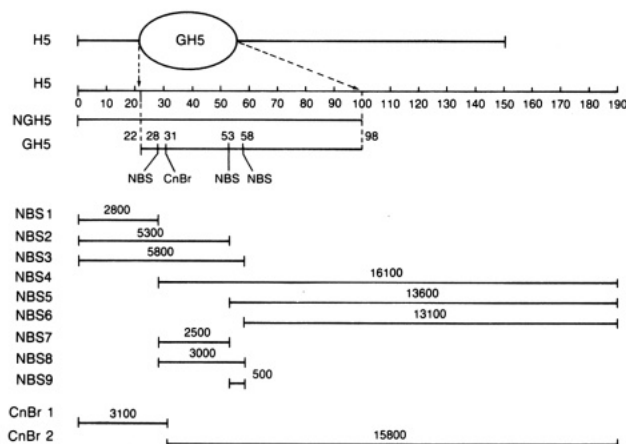 H5 GH5
H5
0 10 20 30 40 50 60 70 80 90 100 110 120 130 140 150 160 170 180 190
NGH5
22 28 31 53 58 98
GH5
NBS CnBr NBS NBS
NBS1 2800
NBS2 5300
NBS3 5800
NBS4 16100
NBS5 13600
NBS6 13100
NBS7 2500
NBS8 3000
NBS9 500
CnBr 1 3100
CnBr 2 15800